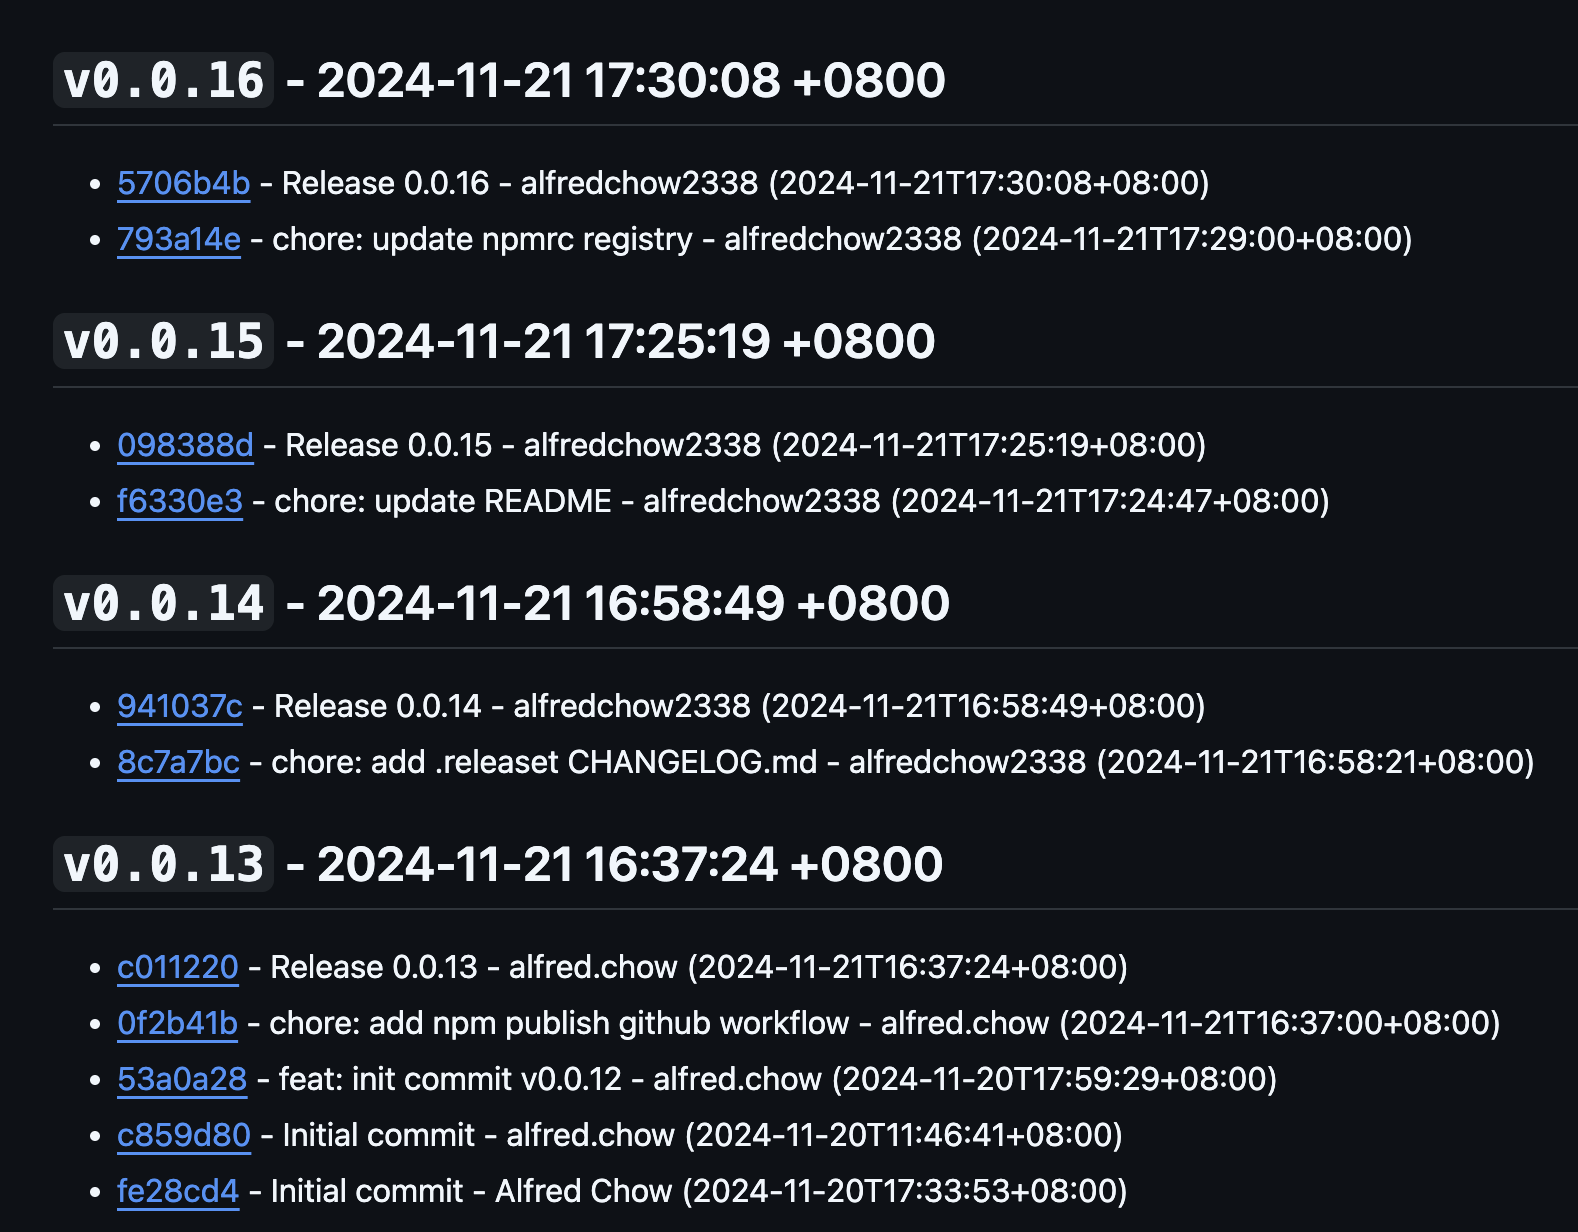 v0.0.16 - 2024-11-21 17:30:08 +0800
• 5706b4b - Release 0.0.16 - alfredchow2338 (2024-11-21T17:30:08+08:00)
• 793a14e - chore: update npmrc registry - alfredchow2338 (2024-11-21T17:29:00+08:00)
v0.0.15 - 2024-11-21 17:25:19 +0800
• 098388d - Release 0.0.15 - alfredchow2338 (2024-11-21T17:25:19+08:00)
• f6330e3 - chore: update README - alfredchow2338 (2024-11-21T17:24:47+08:00)
v0.0.14 - 2024-11-21 16:58:49 +0800
• 941037c - Release 0.0.14 - alfredchow2338 (2024-11-21T16:58:49+08:00)
• 8c7a7bc - chore: add .releaset CHANGELOG.md - alfredchow2338 (2024-11-21T16:58:21+08:00)
v0.0.13 - 2024-11-21 16:37:24 +0800
• c011220 - Release 0.0.13 - alfred.chow (2024-11-21T16:37:24+08:00)
• 0f2b41b - chore: add npm publish github workflow - alfred.chow (2024-11-21T16:37:00+08:00)
• 53a0a28 - feat: init commit v0.0.12 - alfred.chow (2024-11-20T17:59:29+08:00)
• c859d80 - Initial commit - alfred.chow (2024-11-20T11:46:41+08:00)
• fe28cd4 - Initial commit - Alfred Chow (2024-11-20T17:33:53+08:00)